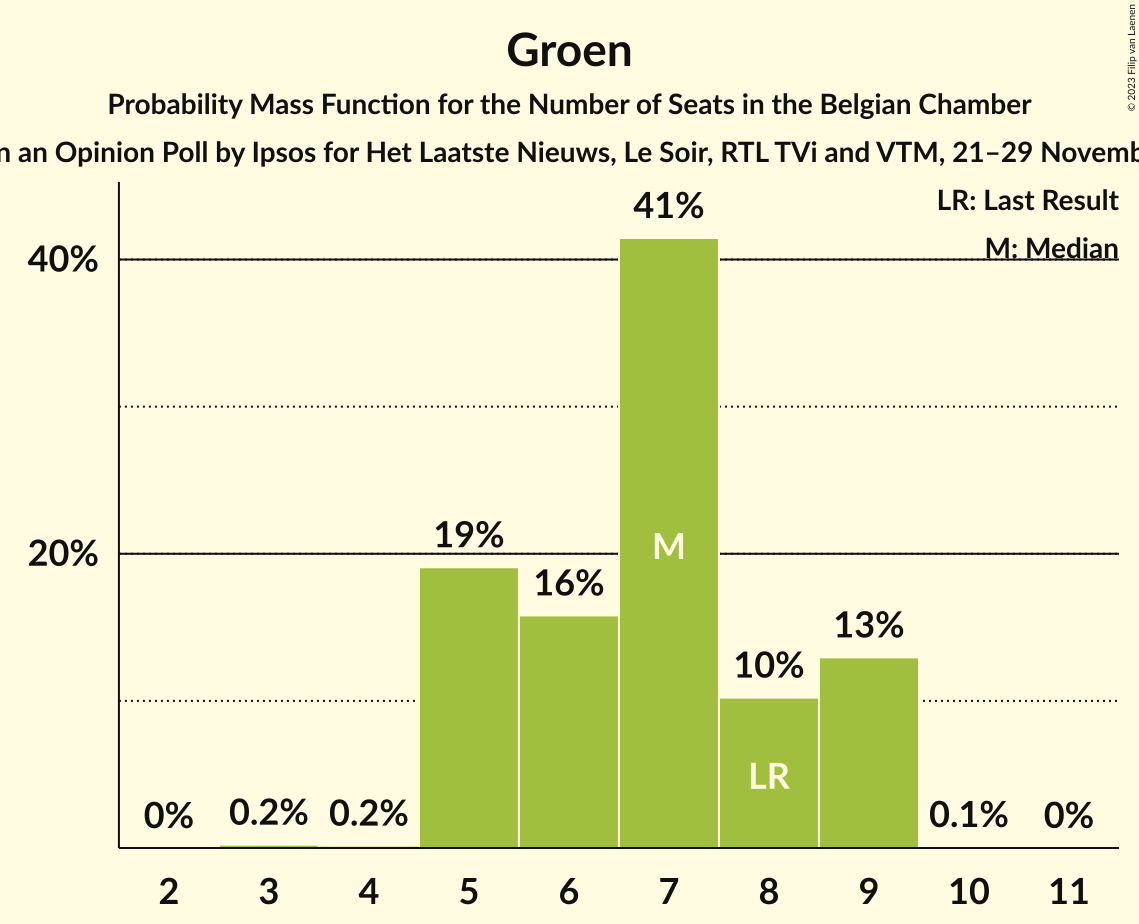 © 2023 Filip van Laenen
Groen
Probability Mass Function for the Number of Seats in the Belgian Chamber
an Opinion Poll by Ipsos for Het Laatste Nieuws, Le Soir, RTL TVi and VTM, 21–29
LR: Last Result
M: Median
41%
40%
19%
20%
M
16%
13%
10%
LR
0% 0.2% 0.2% 0.1% 0%
2 3 4 5 6 7 8 9 10 11